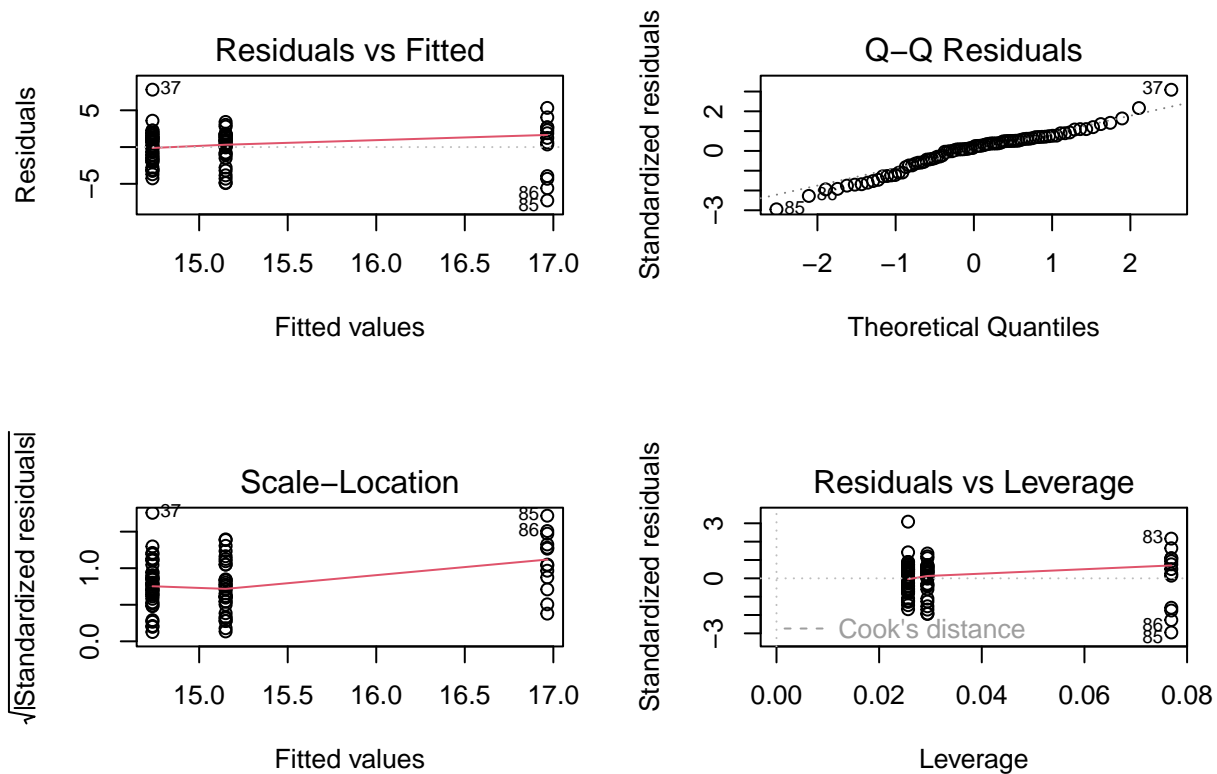 Residuals vs Fitted
Residuals
5
−5
37
86
85
15.0 15.5 16.0 16.5 17.0
Fitted values
Q−Q Residuals
Standardized residuals
2
0
−3
37
85
86
−2 −1 0 1 2
Theoretical Quantiles
Scale−Location
√|Standardized residuals|
1.0
0.0
37
85
86
15.0 15.5 16.0 16.5 17.0
Fitted values
Residuals vs Leverage
Standardized residuals
3
0
−3
83
86
85
Cook's distance
0.00 0.02 0.04 0.06 0.08
Leverage